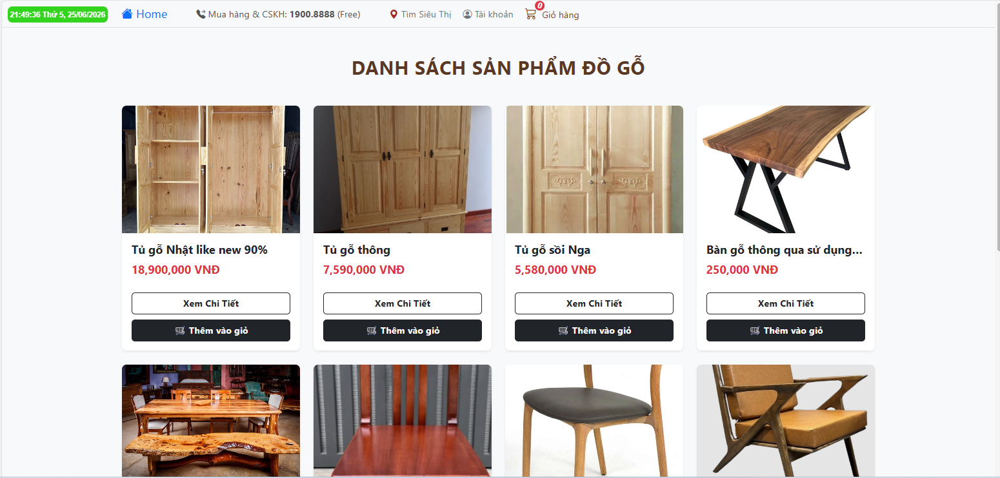 21:49:36 Thứ 5, 25/06/2026 Home Mua hàng & CSKH: 1900.8888 (Free) Tìm Siêu Thị Tài khoản 0 Giỏ hàng
DANH SÁCH SẢN PHẨM ĐỒ GỖ
Tủ gỗ Nhật like new 90% Tủ gỗ thông Tủ gỗ sồi Nga Bàn gỗ thông qua sử dụng...
18,900,000 VNĐ 7,590,000 VNĐ 5,580,000 VNĐ 250,000 VNĐ
Xem Chi Tiết Xem Chi Tiết Xem Chi Tiết Xem Chi Tiết
Thêm vào giỏ Thêm vào giỏ Thêm vào giỏ Thêm vào giỏ